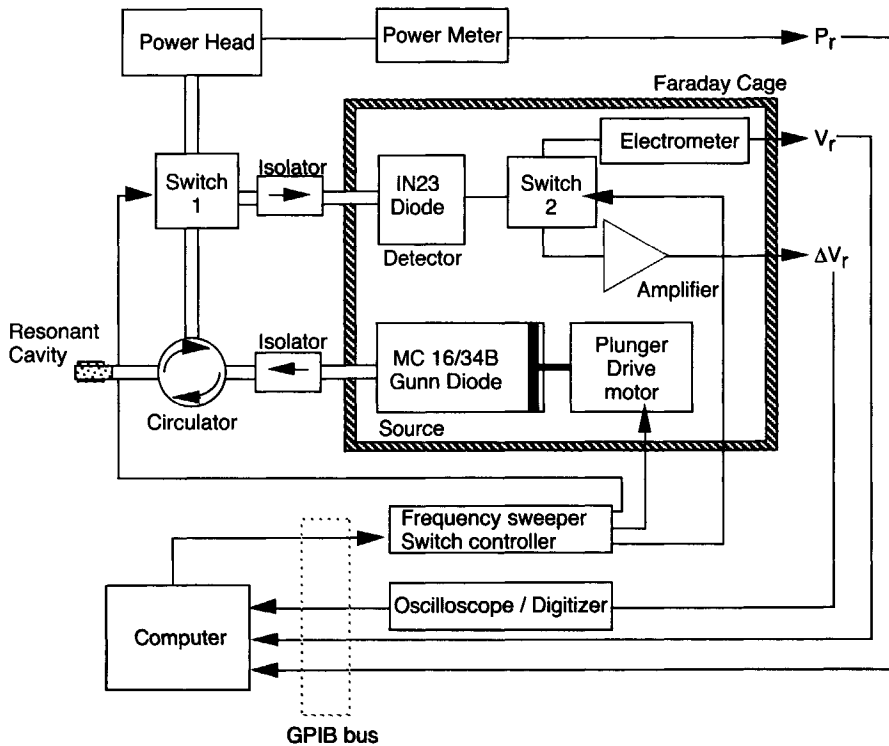 Power Head
Power Meter
Pr
Faraday Cage
Electrometer
Vr
Switch
1
Isolator
IN23
Diode
Switch
2
Detector
Amplifier
ΔVr
Resonant
Cavity
Isolator
MC 16/34B
Gunn Diode
Plunger
Drive
motor
Circulator
Source
Frequency sweeper
Switch controller
Oscilloscope / Digitizer
Computer
GPIB bus